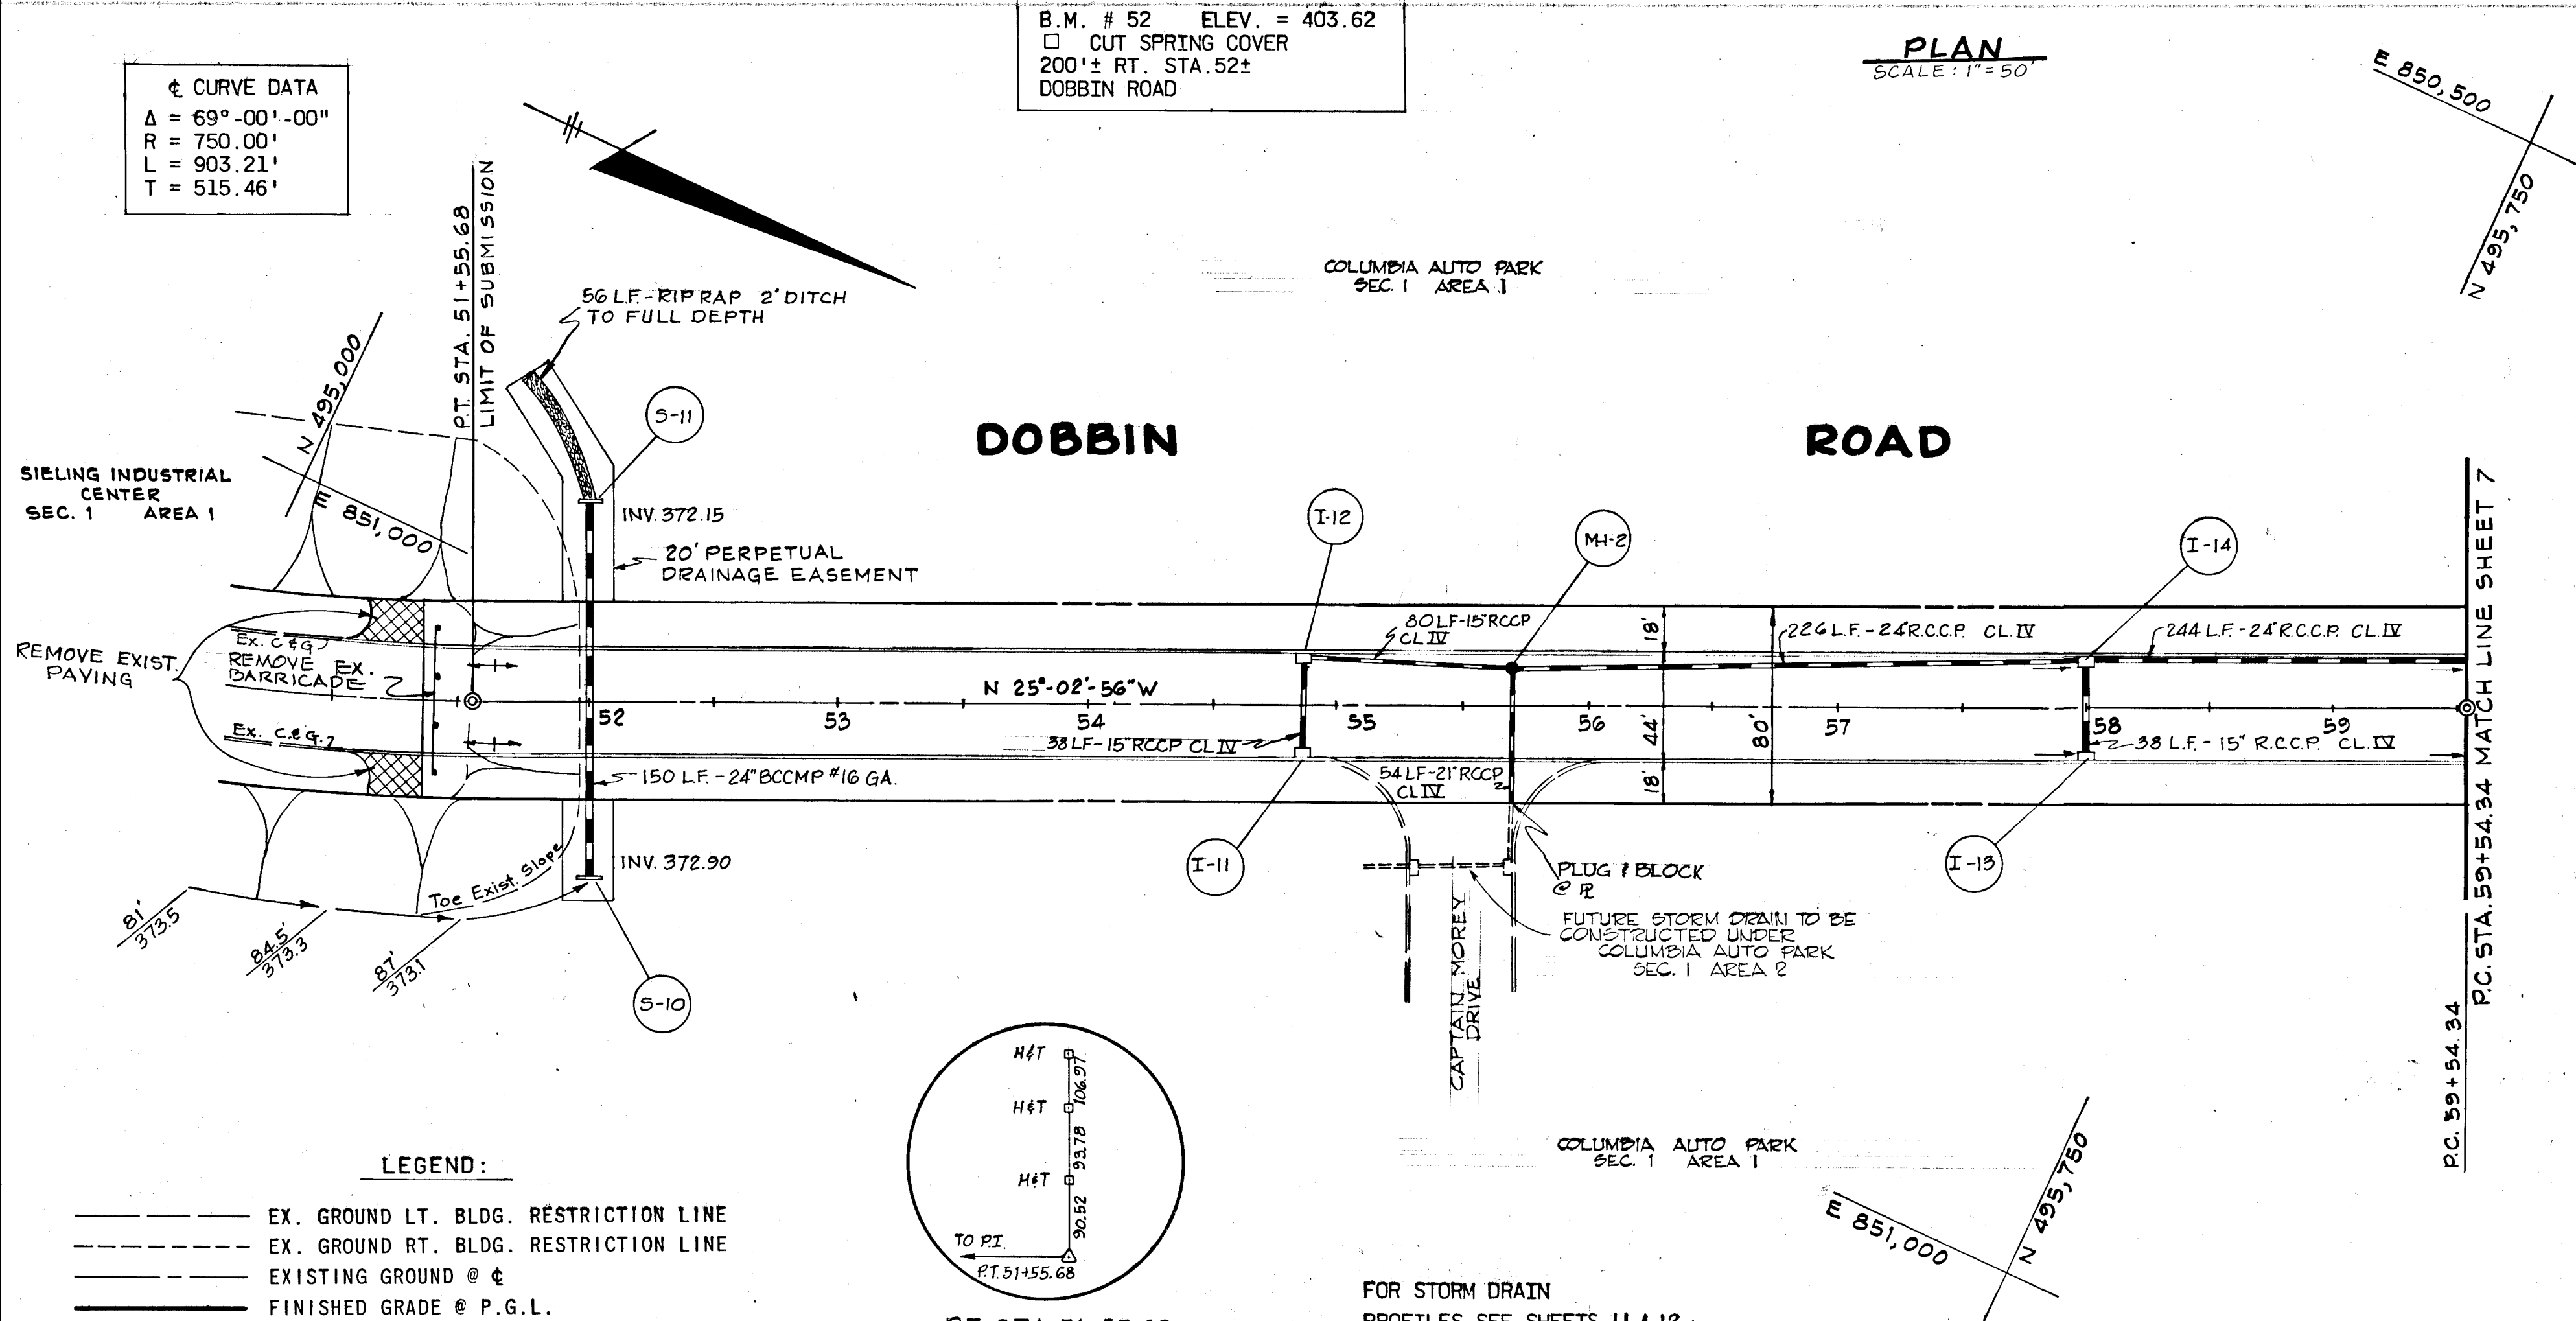 B.M. # 52 ELEV. = 403.62
□ CUT SPRING COVER
200'± RT. STA.52±
DOBBIN ROAD
PLAN
SCALE: 1"=50'
E 850,500
N 495,750
℄ CURVE DATA
Δ = 69°-00'-00"
R = 750.00'
L = 903.21'
T = 515.46'
P.T. STA. 51+55.68
LIMIT OF SUBMISSION
56 L.F.-RIP RAP 2' DITCH
TO FULL DEPTH
COLUMBIA AUTO PARK
SEC. 1 AREA 1
N 495,000
E 851,000
SIELING INDUSTRIAL
CENTER
SEC. 1 AREA 1
S-11
INV. 372.15
20' PERPETUAL
DRAINAGE EASEMENT
DOBBIN ROAD
I-12
MH-2
I-14
MATCH LINE SHEET 7
P.C. STA. 59+54.34
REMOVE EXIST.
PAVING
Ex. C & G
REMOVE EX.
BARRICADE
Ex. C. & G.
80 LF-15"RCCP
CL IV
18'
226 L.F.-24"R.C.C.P. CL IV
244 L.F.-24"R.C.C.P. CL IV
N 25°-02'-56"W
52
53
54
55
56
57
58
59
44'
80'
18'
38 LF-15"RCCP CL IV
38 L.F.-15" R.C.C.P. CL IV
150 L.F.-24"BCCMP #16 GA.
54 LF-21"RCCP
CL IV
INV. 372.90
Toe Exist. Slope
81'
373.5
84.5'
373.3
87'
373.1
S-10
I-11
I-13
PLUG & BLOCK
@ ⅊
FUTURE STORM DRAIN TO BE
CONSTRUCTED UNDER
COLUMBIA AUTO PARK
SEC. 1 AREA 2
CAPTAIN MOREY
DRIVE
P.C. 59+54.34
H&T
106.97
H&T
93.78
H&T
90.52
TO P.I.
P.T. 51+55.68
COLUMBIA AUTO PARK
SEC. 1 AREA 1
E 851,000
N 495,750
LEGEND:
EX. GROUND LT. BLDG. RESTRICTION LINE
EX. GROUND RT. BLDG. RESTRICTION LINE
EXISTING GROUND @ ℄
FINISHED GRADE @ P.G.L.
FOR STORM DRAIN
PROFILES SEE SHEETS 11 & 12